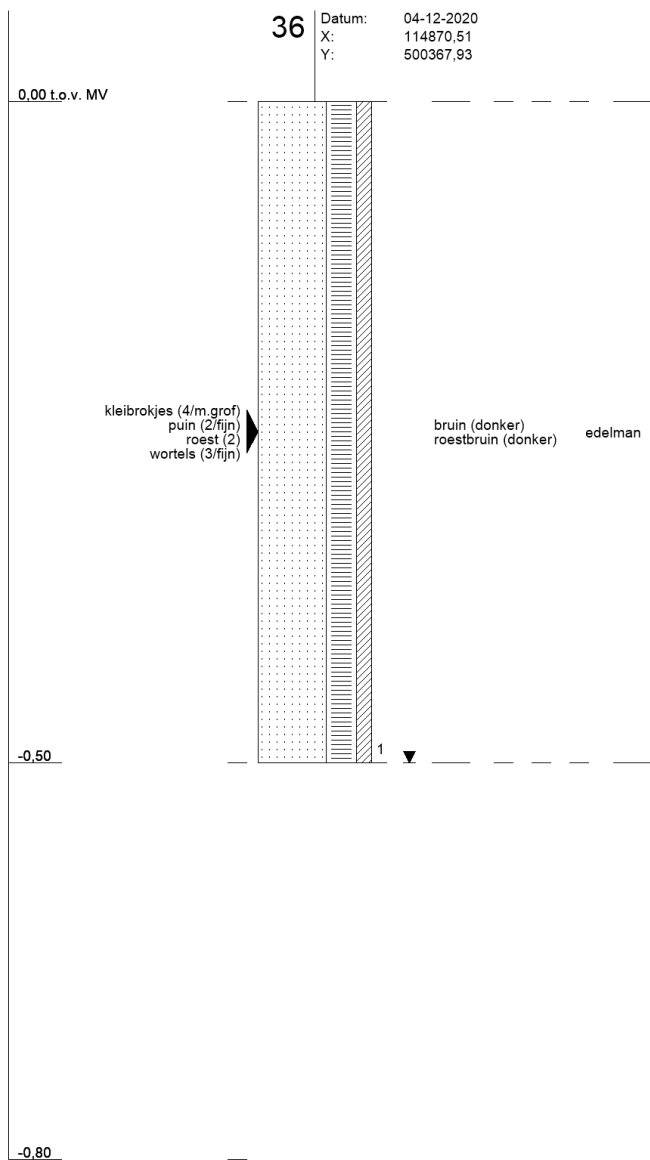 36
Datum: 04-12-2020
X: 114870,51
Y: 500367,93
0,00 t.o.v. MV
kleibrokjes (4/m.grof)
puin (2/fijn)
roest (2)
wortels (3/fijn)
bruin (donker)
roestbruin (donker)
edelman
1
-0,50
-0,80